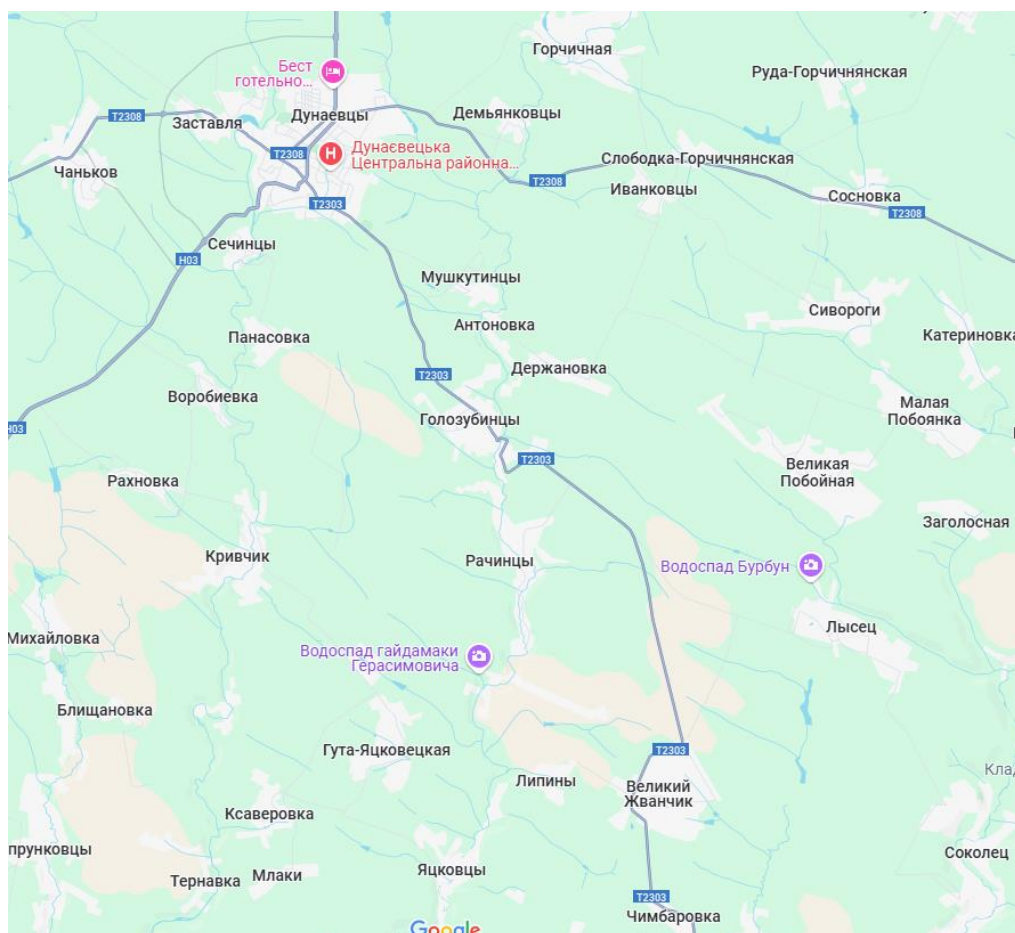 Горчичная
Бест
готельно...
Руда-Горчичнянская
Дунаевцы
Демьянковцы
T2308
Заставля
T2308
Дунаєвецька
Центральна районна...
Слободка-Горчичнянская
Чаньков
T2308
Иванковцы
Сосновка
T2303
T2308
Сечинцы
H03
Мушкутинцы
Сивороги
Антоновка
Панасовка
Катериновка
Держановка
T2303
Воробиевка
Малая
Побоянка
Голозубинцы
H03
T2303
Великая
Побойная
Рахновка
Заголосная
Кривчик
Рачинцы
Водоспад Бурбун
Лысец
Михайловка
Водоспад гайдамаки
Герасимовича
Блищановка
Гута-Яцковецкая
T2303
Клад
Липины
Великий
Жванчик
Ксаверовка
прунковцы
Соколец
Яцковцы
Млаки
Тернавка
T2303
Чимбаровка
Google